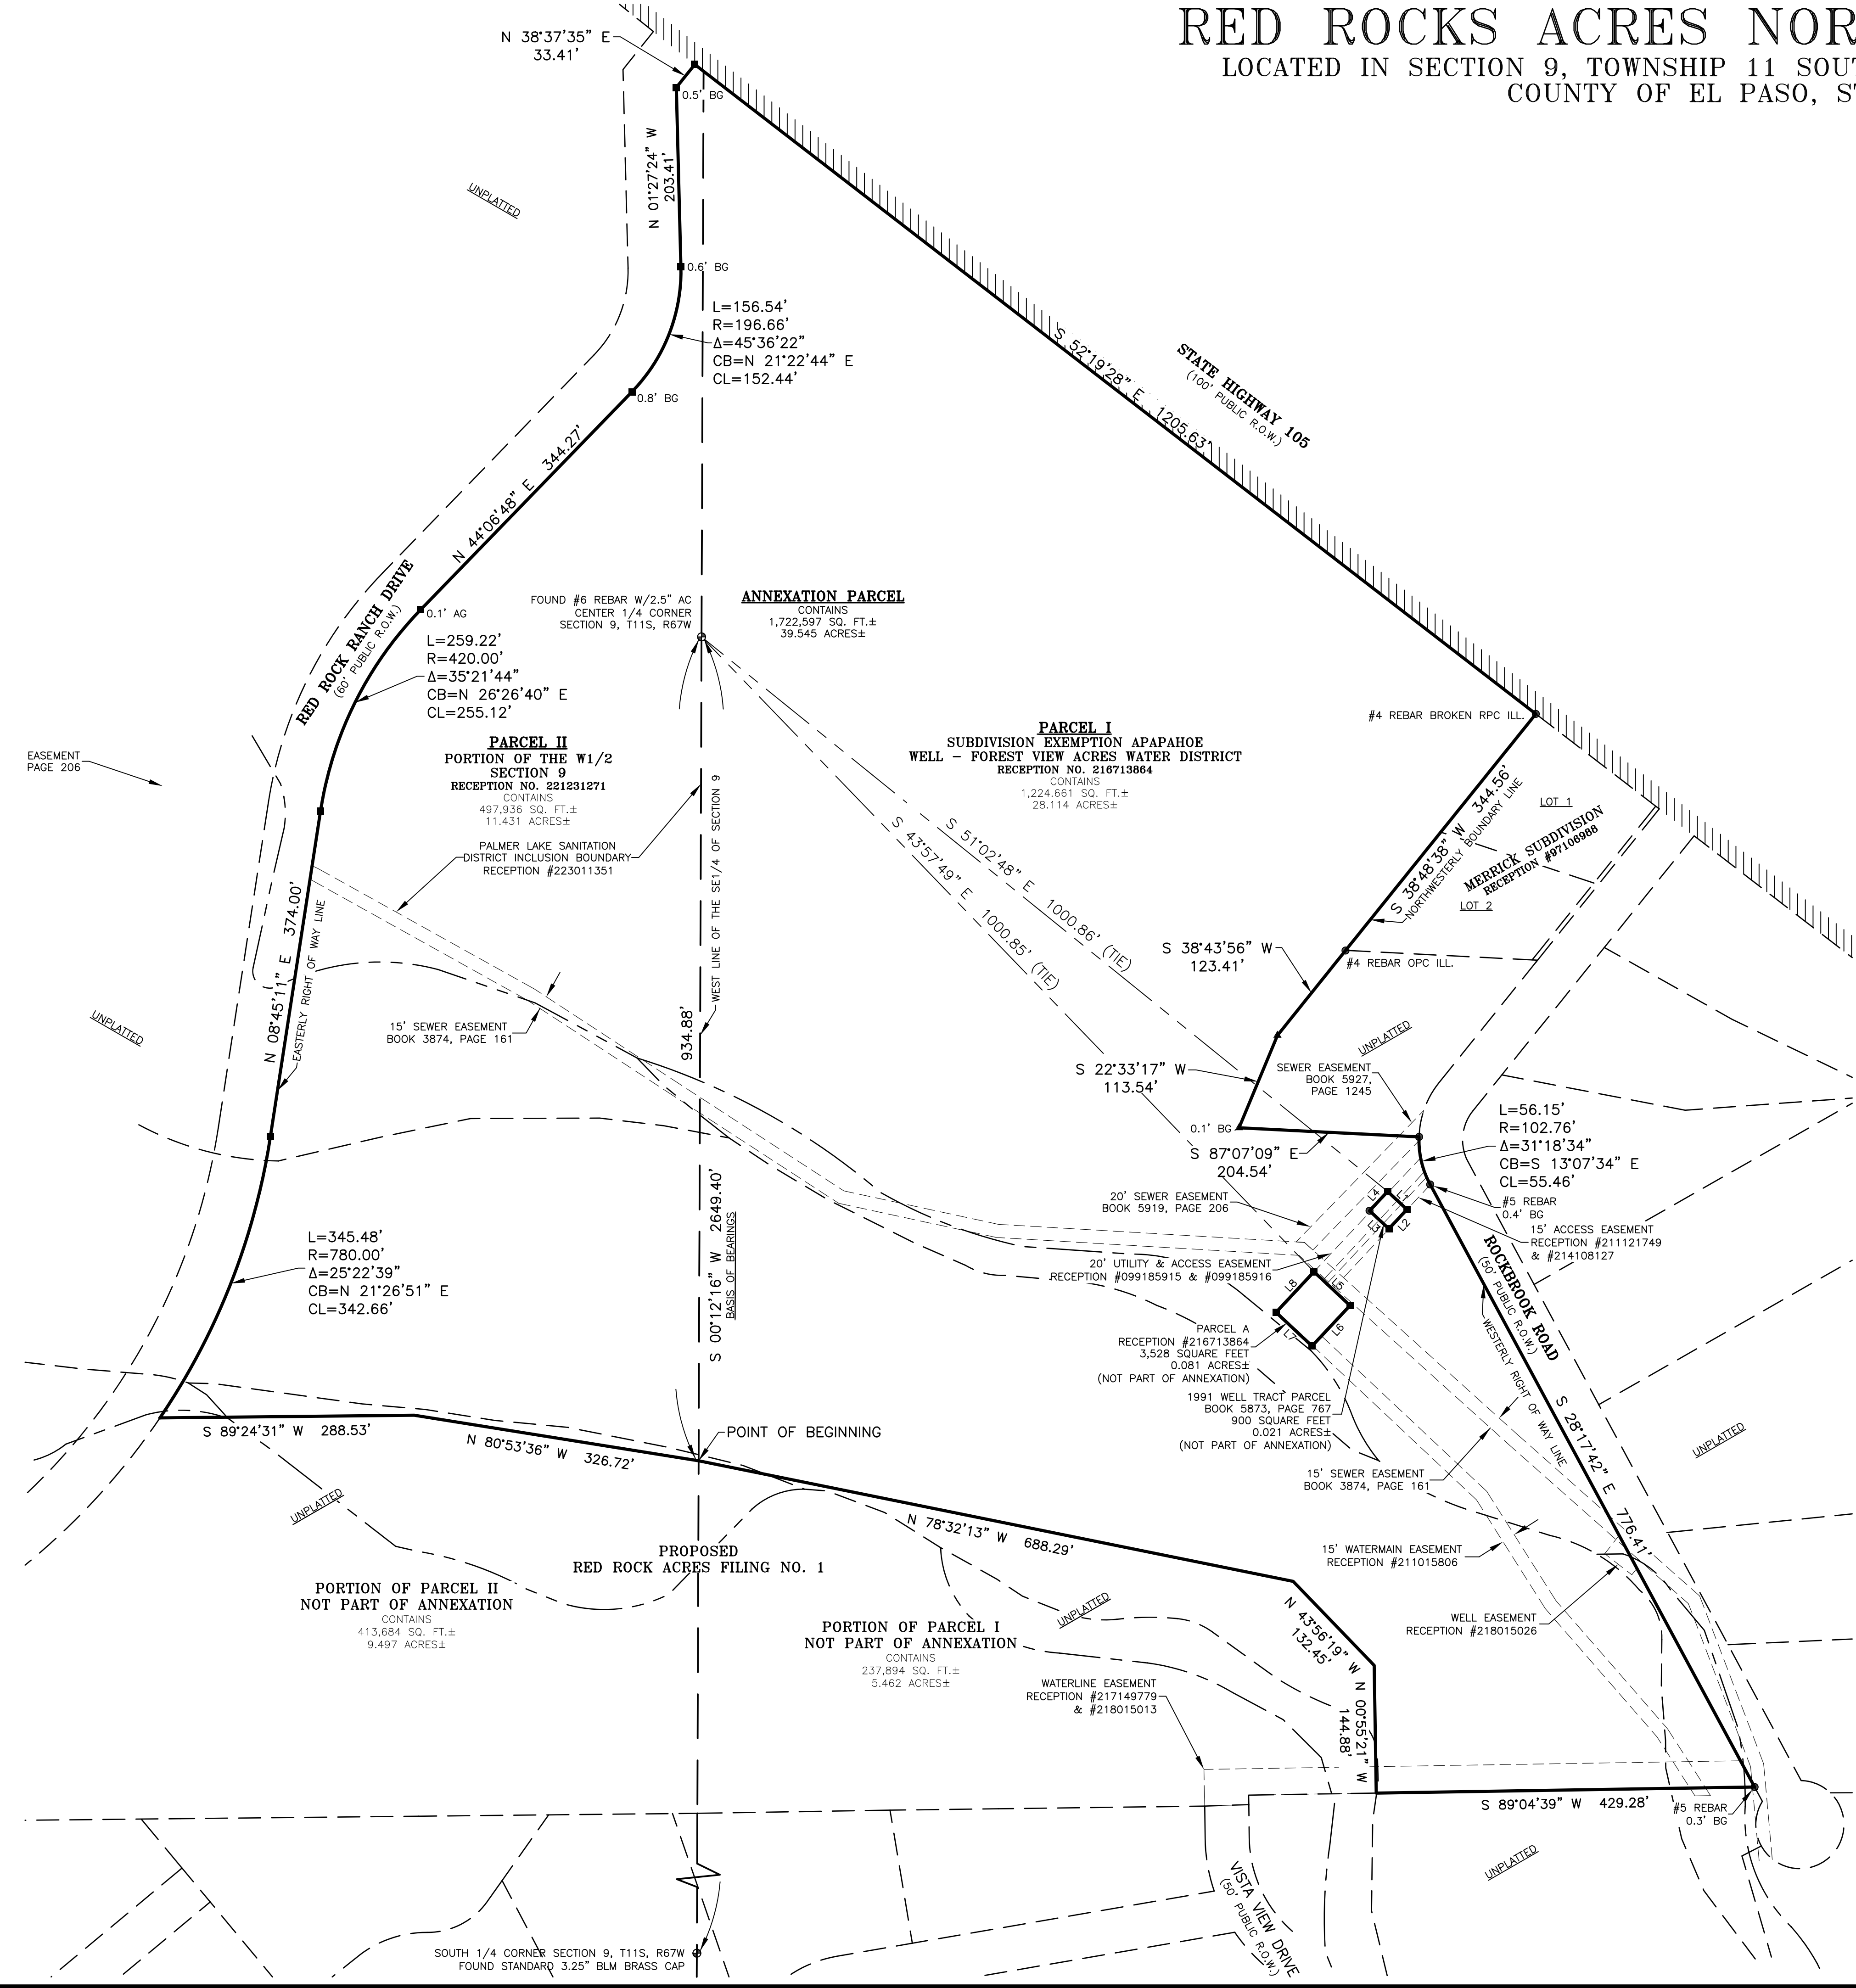 RED ROCKS ACRES NOR
LOCATED IN SECTION 9, TOWNSHIP 11 SOUT
COUNTY OF EL PASO, ST
N 38°37'35" E
33.41'
0.5' BG
N 01°27'24" W
203.41'
UNPLATTED
0.6' BG
L=156.54'
R=196.66'
Δ=45°36'22"
CB=N 21°22'44" E
CL=152.44'
0.8' BG
S 52°19'28" E 1205.63'
STATE HIGHWAY 105
(100' PUBLIC R.O.W.)
N 44°06'48" E 344.27'
RED ROCK RANCH DRIVE
(60' PUBLIC R.O.W.)
0.1' AG
FOUND #6 REBAR W/2.5" AC
CENTER 1/4 CORNER
SECTION 9, T11S, R67W
ANNEXATION PARCEL
CONTAINS
1,722,597 SQ. FT.±
39.545 ACRES±
L=259.22'
R=420.00'
Δ=35°21'44"
CB=N 26°26'40" E
CL=255.12'
EASEMENT
PAGE 206
PARCEL II
PORTION OF THE W1/2
SECTION 9
RECEPTION NO. 221231271
CONTAINS
497,936 SQ. FT.±
11.431 ACRES±
PARCEL I
SUBDIVISION EXEMPTION APAPAHOE
WELL – FOREST VIEW ACRES WATER DISTRICT
RECEPTION NO. 216713864
CONTAINS
1,224.661 SQ. FT.±
28.114 ACRES±
#4 REBAR BROKEN RPC ILL.
PALMER LAKE SANITATION
DISTRICT INCLUSION BOUNDARY
RECEPTION #223011351
WEST LINE OF THE SE1/4 OF SECTION 9
S 51°02'48" E 1000.86' (TIE)
S 43°57'49" E 1000.85' (TIE)
S 38°48'38" W 344.56'
NORTHWESTERLY BOUNDARY LINE
LOT 1
MERRICK SUBDIVISION
RECEPTION #97106988
LOT 2
N 08°45'11" E 374.00'
EASTERLY RIGHT OF WAY LINE
S 38°43'56" W
123.41'
#4 REBAR OPC ILL.
UNPLATTED
15' SEWER EASEMENT
BOOK 3874, PAGE 161
934.88'
UNPLATTED
S 22°33'17" W
113.54'
SEWER EASEMENT
BOOK 5927,
PAGE 1245
L=56.15'
R=102.76'
Δ=31°18'34"
CB=S 13°07'34" E
CL=55.46'
0.1' BG
S 87°07'09" E
204.54'
#5 REBAR
0.4' BG
20' SEWER EASEMENT
BOOK 5919, PAGE 206
L4
L1
L3
L2
15' ACCESS EASEMENT
RECEPTION #211121749
& #214108127
L=345.48'
R=780.00'
Δ=25°22'39"
CB=N 21°26'51" E
CL=342.66'
S 00°12'16" W 2649.40'
BASIS OF BEARINGS
20' UTILITY & ACCESS EASEMENT
RECEPTION #099185915 & #099185916
ROCKBROOK ROAD
(50' PUBLIC R.O.W.)
L8
L5
L7
L6
PARCEL A
RECEPTION #216713864
3,528 SQUARE FEET
0.081 ACRES±
(NOT PART OF ANNEXATION)
1991 WELL TRACT PARCEL
BOOK 5873, PAGE 767
900 SQUARE FEET
0.021 ACRES±
(NOT PART OF ANNEXATION)
WESTERLY RIGHT OF WAY LINE
S 28°17'42" E 776.41'
S 89°24'31" W 288.53'
N 80°53'36" W 326.72'
POINT OF BEGINNING
UNPLATTED
15' SEWER EASEMENT
BOOK 3874, PAGE 161
UNPLATTED
N 78°32'13" W 688.29'
PROPOSED
RED ROCK ACRES FILING NO. 1
15' WATERMAIN EASEMENT
RECEPTION #211015806
PORTION OF PARCEL II
NOT PART OF ANNEXATION
CONTAINS
413,684 SQ. FT.±
9.497 ACRES±
UNPLATTED
PORTION OF PARCEL I
NOT PART OF ANNEXATION
CONTAINS
237,894 SQ. FT.±
5.462 ACRES±
N 43°56'19" W
132.45'
WELL EASEMENT
RECEPTION #218015026
WATERLINE EASEMENT
RECEPTION #217149779
& #218015013
N 00°55'21" W
144.88'
S 89°04'39" W 429.28'
#5 REBAR
0.3' BG
UNPLATTED
VISTA VIEW DRIVE
(50' PUBLIC R.O.W.)
SOUTH 1/4 CORNER SECTION 9, T11S, R67W
FOUND STANDARD 3.25" BLM BRASS CAP